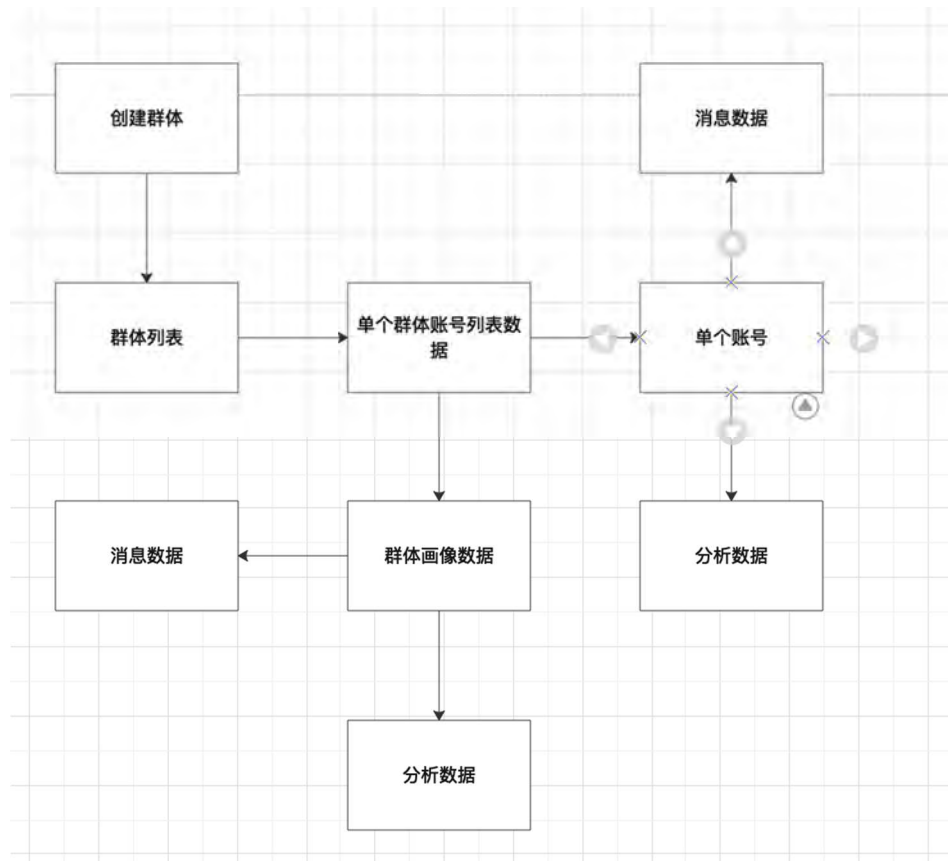 创建群体
消息数据
群体列表
单个群体账号列表数
据
单个账号
消息数据
群体画像数据
分析数据
分析数据